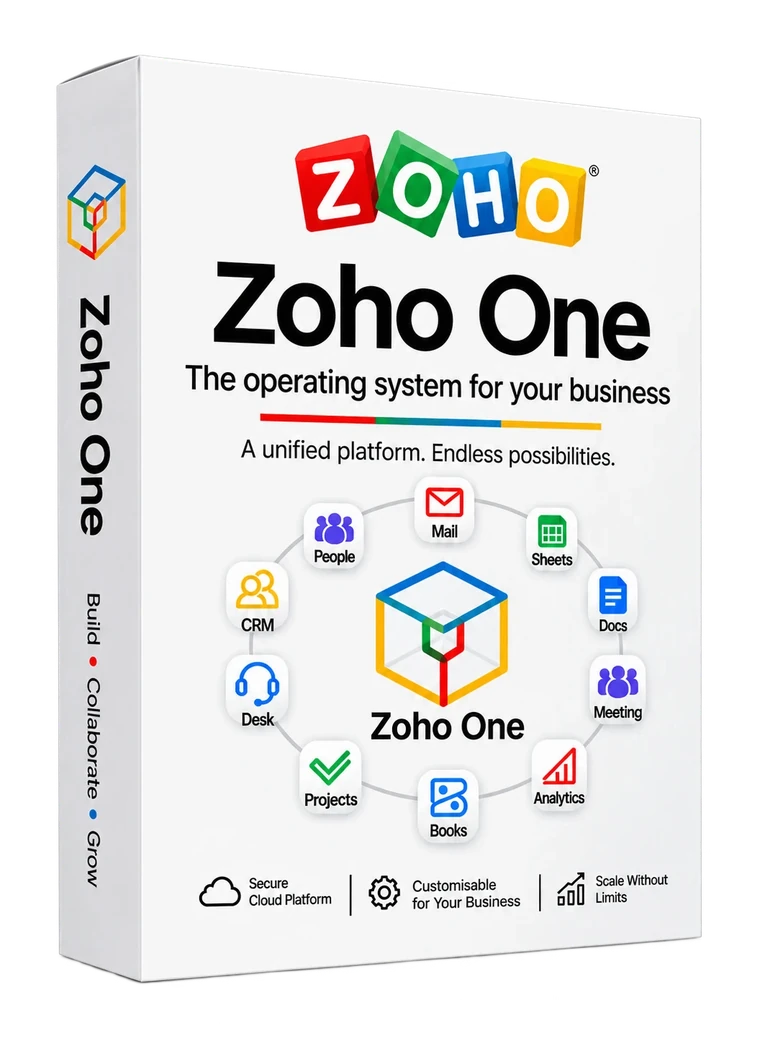 ZOHO®
Zoho One
The operating system for your business
A unified platform. Endless possibilities.
Mail
People
Sheets
CRM
Docs
Desk
Meeting
Zoho One
Projects
Analytics
Books
Secure
Cloud Platform
Customisable
for Your Business
Scale Without
Limits
Zoho One
Build • Collaborate • Grow